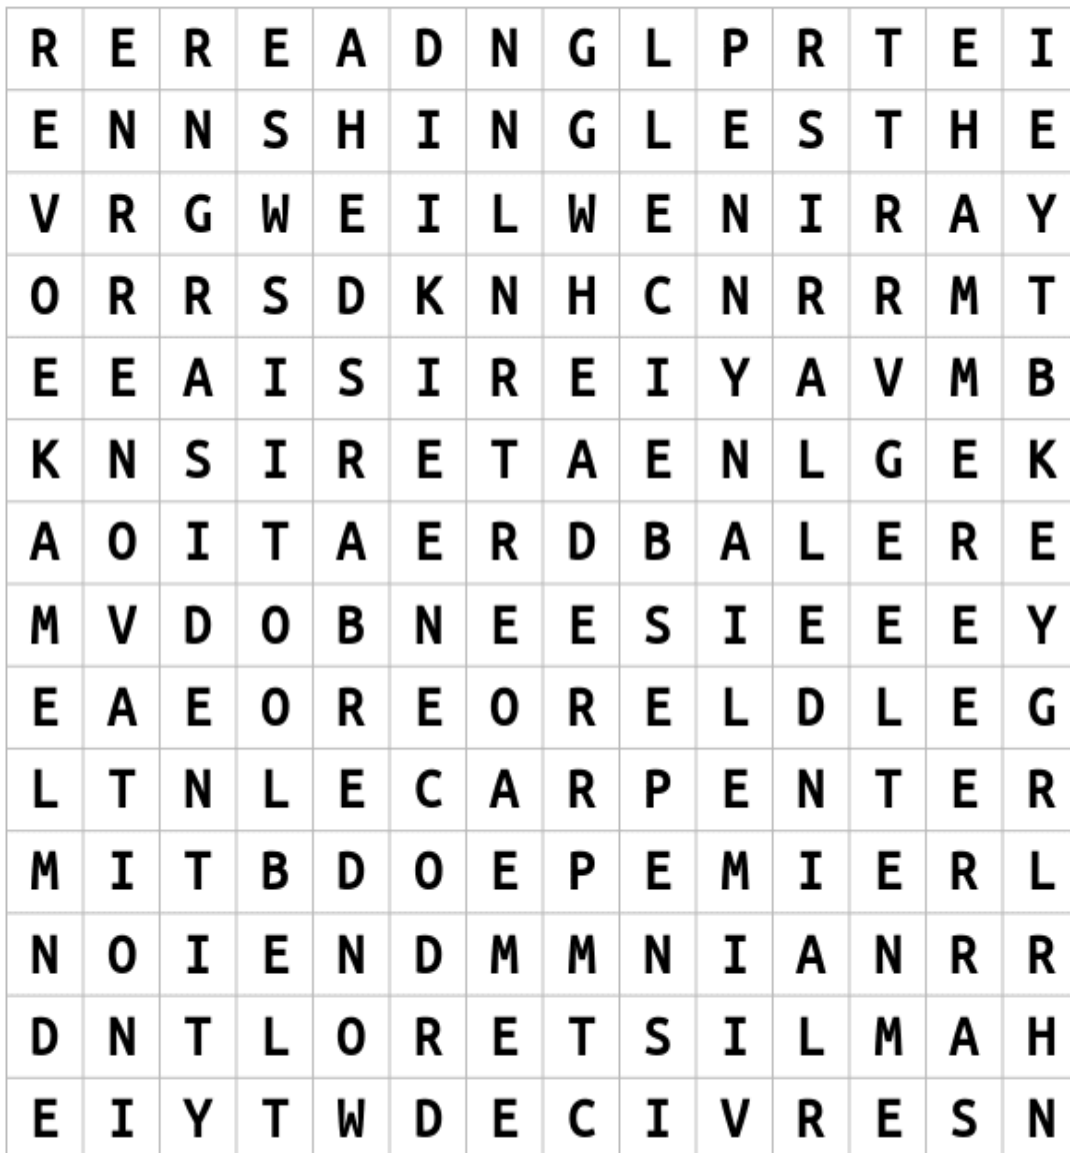 R E R E A D N G L P R T E I
E N N S H I N G L E S T H E
V R G W E I L W E N I R A Y
O R R S D K N H C N R R M T
E E A I S I R E I Y A V M B
K N S I R E T A E N L G E K
A O I T A E R D B A L E R E
M V D O B N E E S I E E E Y
E A E O R E O R E L D L E G
L T N L E C A R P E N T E R
M I T B D O E P E M I E R L
N O I E N D M M N I A N R R
D N T L O R E T S I L M A H
E I Y T W D E C I V R E S N